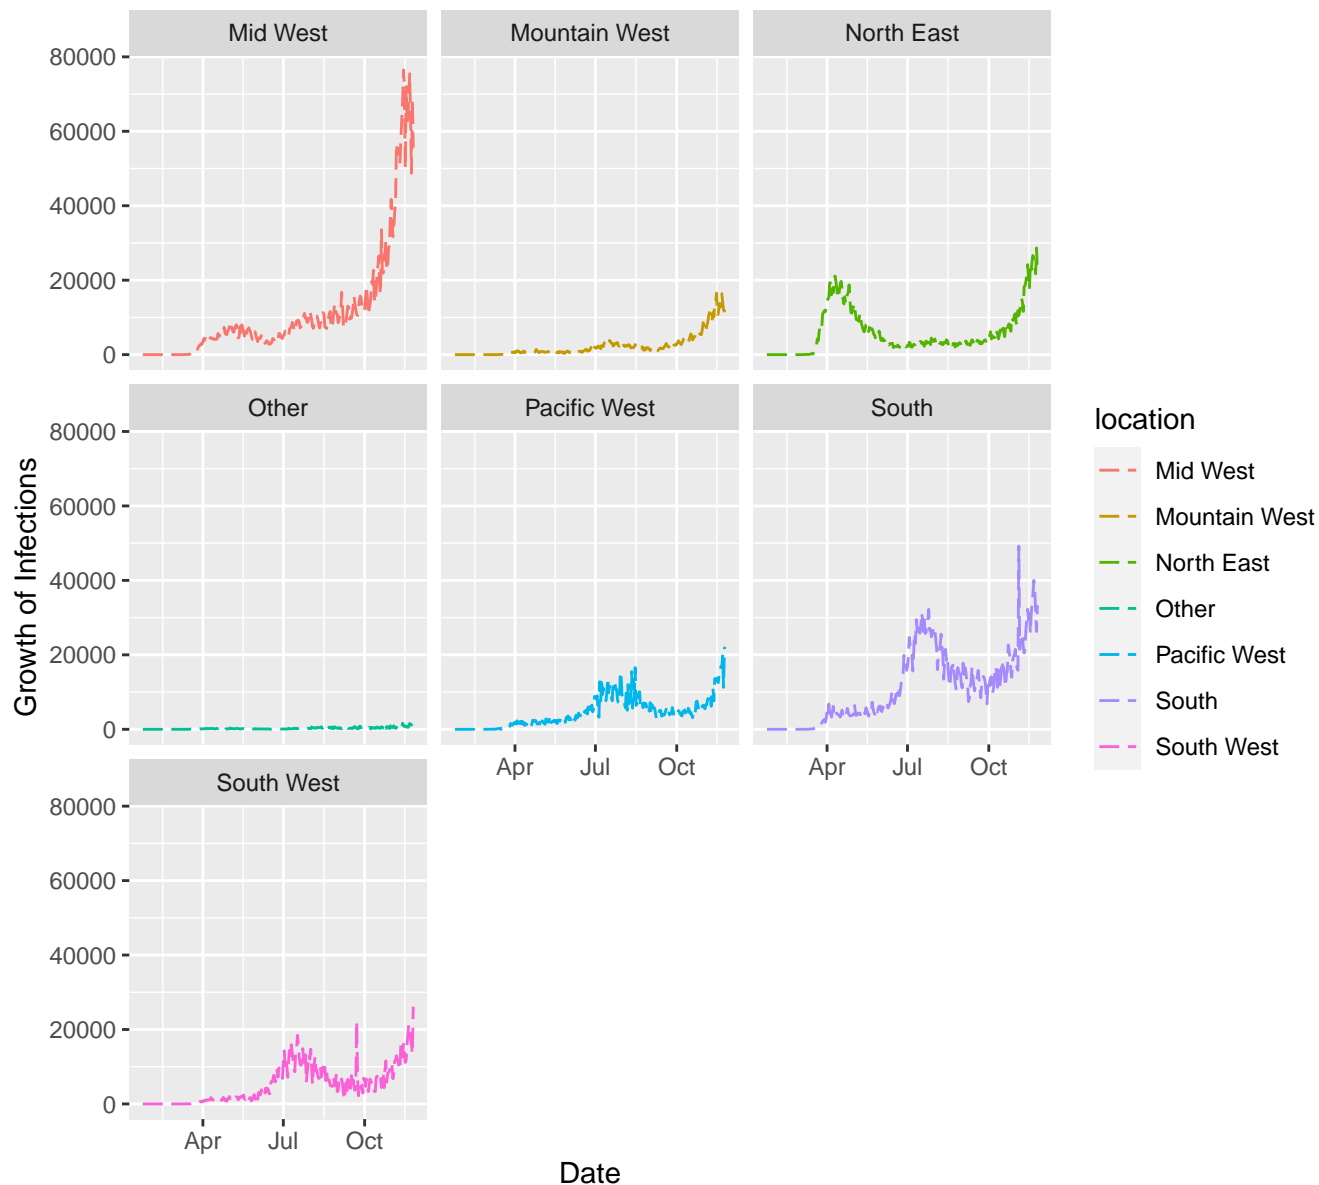 Mid West
Mountain West
North East
80000
60000
40000
20000
0
Other
Pacific West
South
80000
60000
40000
20000
0
Apr
Jul
Oct
Apr
Jul
Oct
South West
80000
60000
40000
20000
0
Apr
Jul
Oct
Growth of Infections
Date
location
Mid West
Mountain West
North East
Other
Pacific West
South
South West